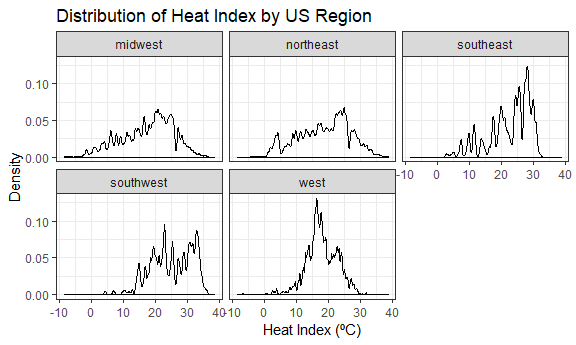 Distribution of Heat Index by US Region
midwest northeast southeast
0.10
0.05
0.00
-10 0 10 20 30 40
Density
southwest west
0.10
0.05
0.00
-10 0 10 20 30 40 -10 0 10 20 30 40
Heat Index (ºC)